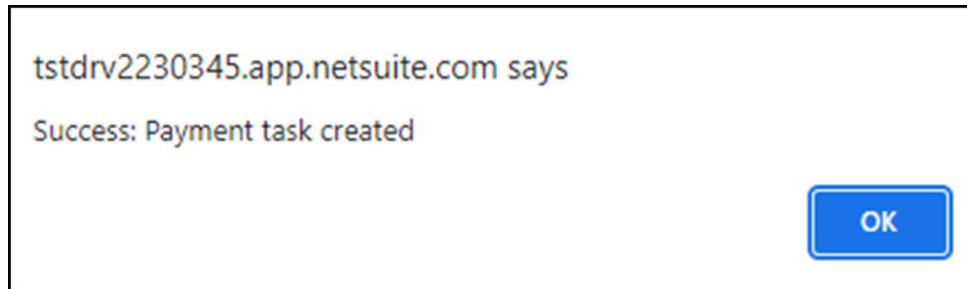 tstdrv2230345.app.netsuite.com says
Success: Payment task created
OK